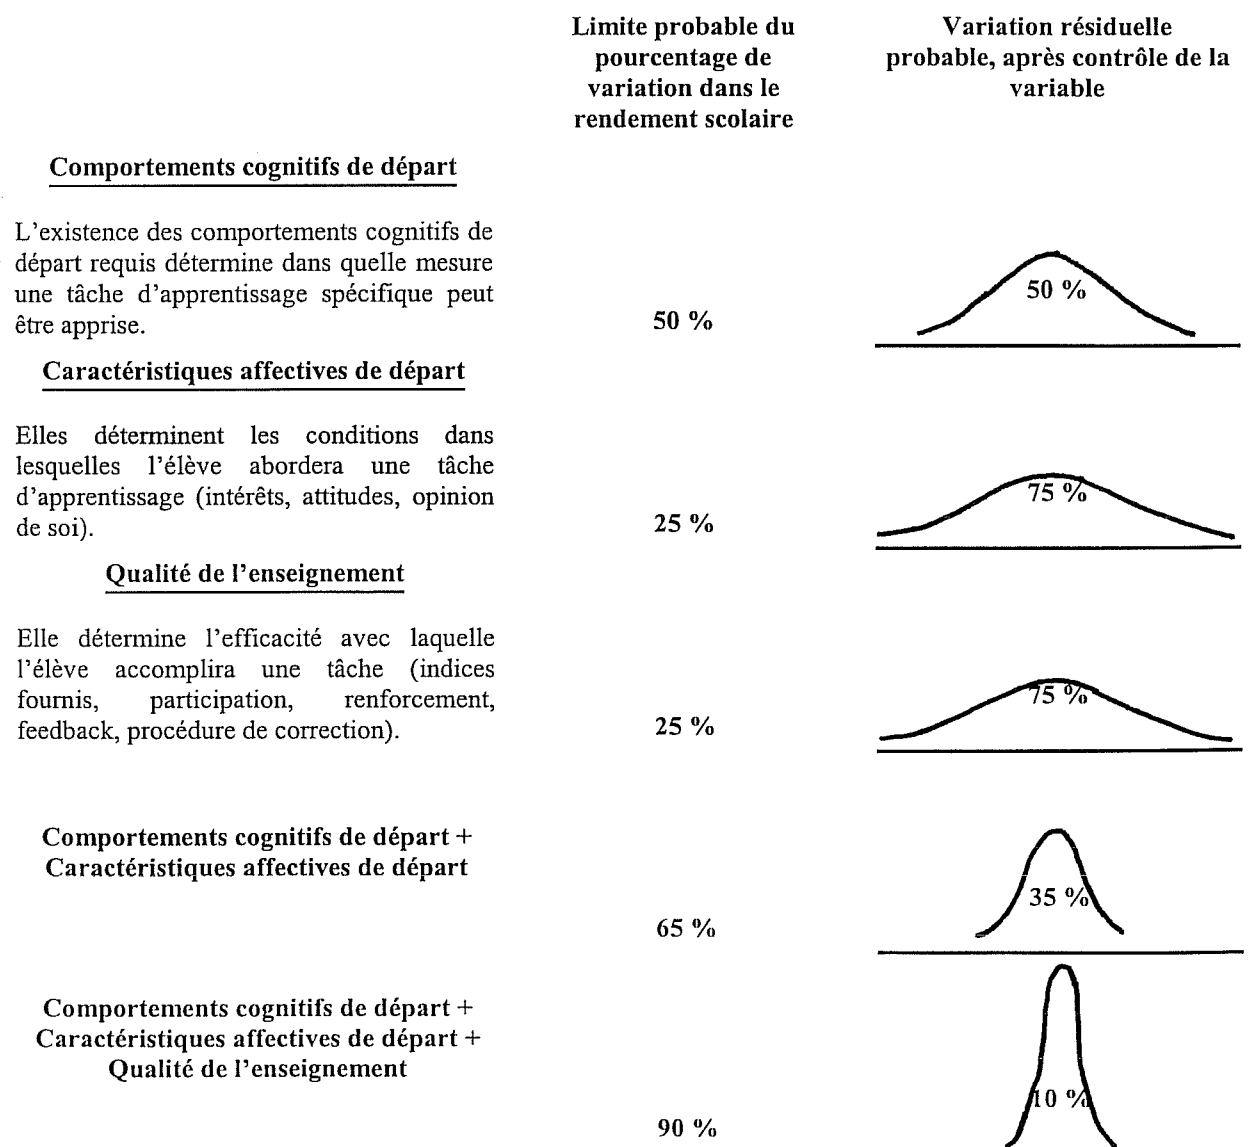 Limite probable du
pourcentage de
variation dans le
rendement scolaire
Variation résiduelle
probable, après contrôle de la
variable
Comportements cognitifs de départ
L'existence des comportements cognitifs de
départ requis détermine dans quelle mesure
une tâche d'apprentissage spécifique peut
être apprise.
50 %
50 %
Caractéristiques affectives de départ
Elles déterminent les conditions dans
lesquelles l'élève abordera une tâche
d'apprentissage (intérêts, attitudes, opinion
de soi).
25 %
75 %
Qualité de l'enseignement
Elle détermine l'efficacité avec laquelle
l'élève accomplira une tâche (indices
fournis, participation, renforcement,
feedback, procédure de correction).
25 %
75 %
Comportements cognitifs de départ +
Caractéristiques affectives de départ
65 %
35 %
Comportements cognitifs de départ +
Caractéristiques affectives de départ +
Qualité de l'enseignement
90 %
10 %